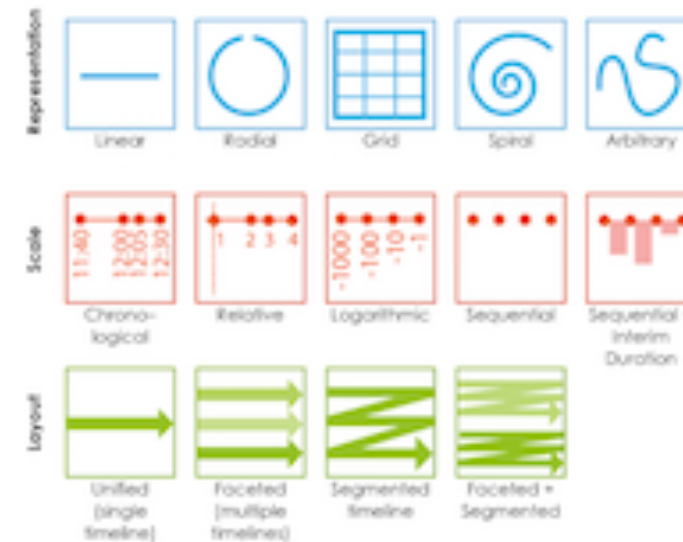 Representation
Linear
Radial
Grid
Spiral
Arbitrary
Scale
11:40
12:00
12:05
12:30
1 2 3 4
-1000
-100
-10
-1
Chrono-
logical
Relative
Logarithmic
Sequential
Sequential
Interim
Duration
Layout
Unified
(single
timeline)
Faceted
(multiple
timelines)
Segmented
timeline
Faceted +
Segmented